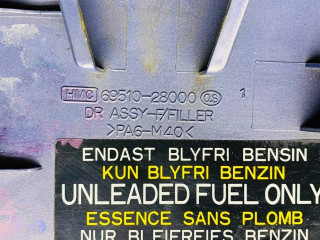 HMC 69510-28000 OS 1
DR ASSY-F/FILLER
>PA6-M40<
ENDAST BLYFRI BENSIN
KUN BLYFRI BENZIN
UNLEADED FUEL ONLY
ESSENCE SANS PLOMB
NUR BLEIFREIES BENZIN